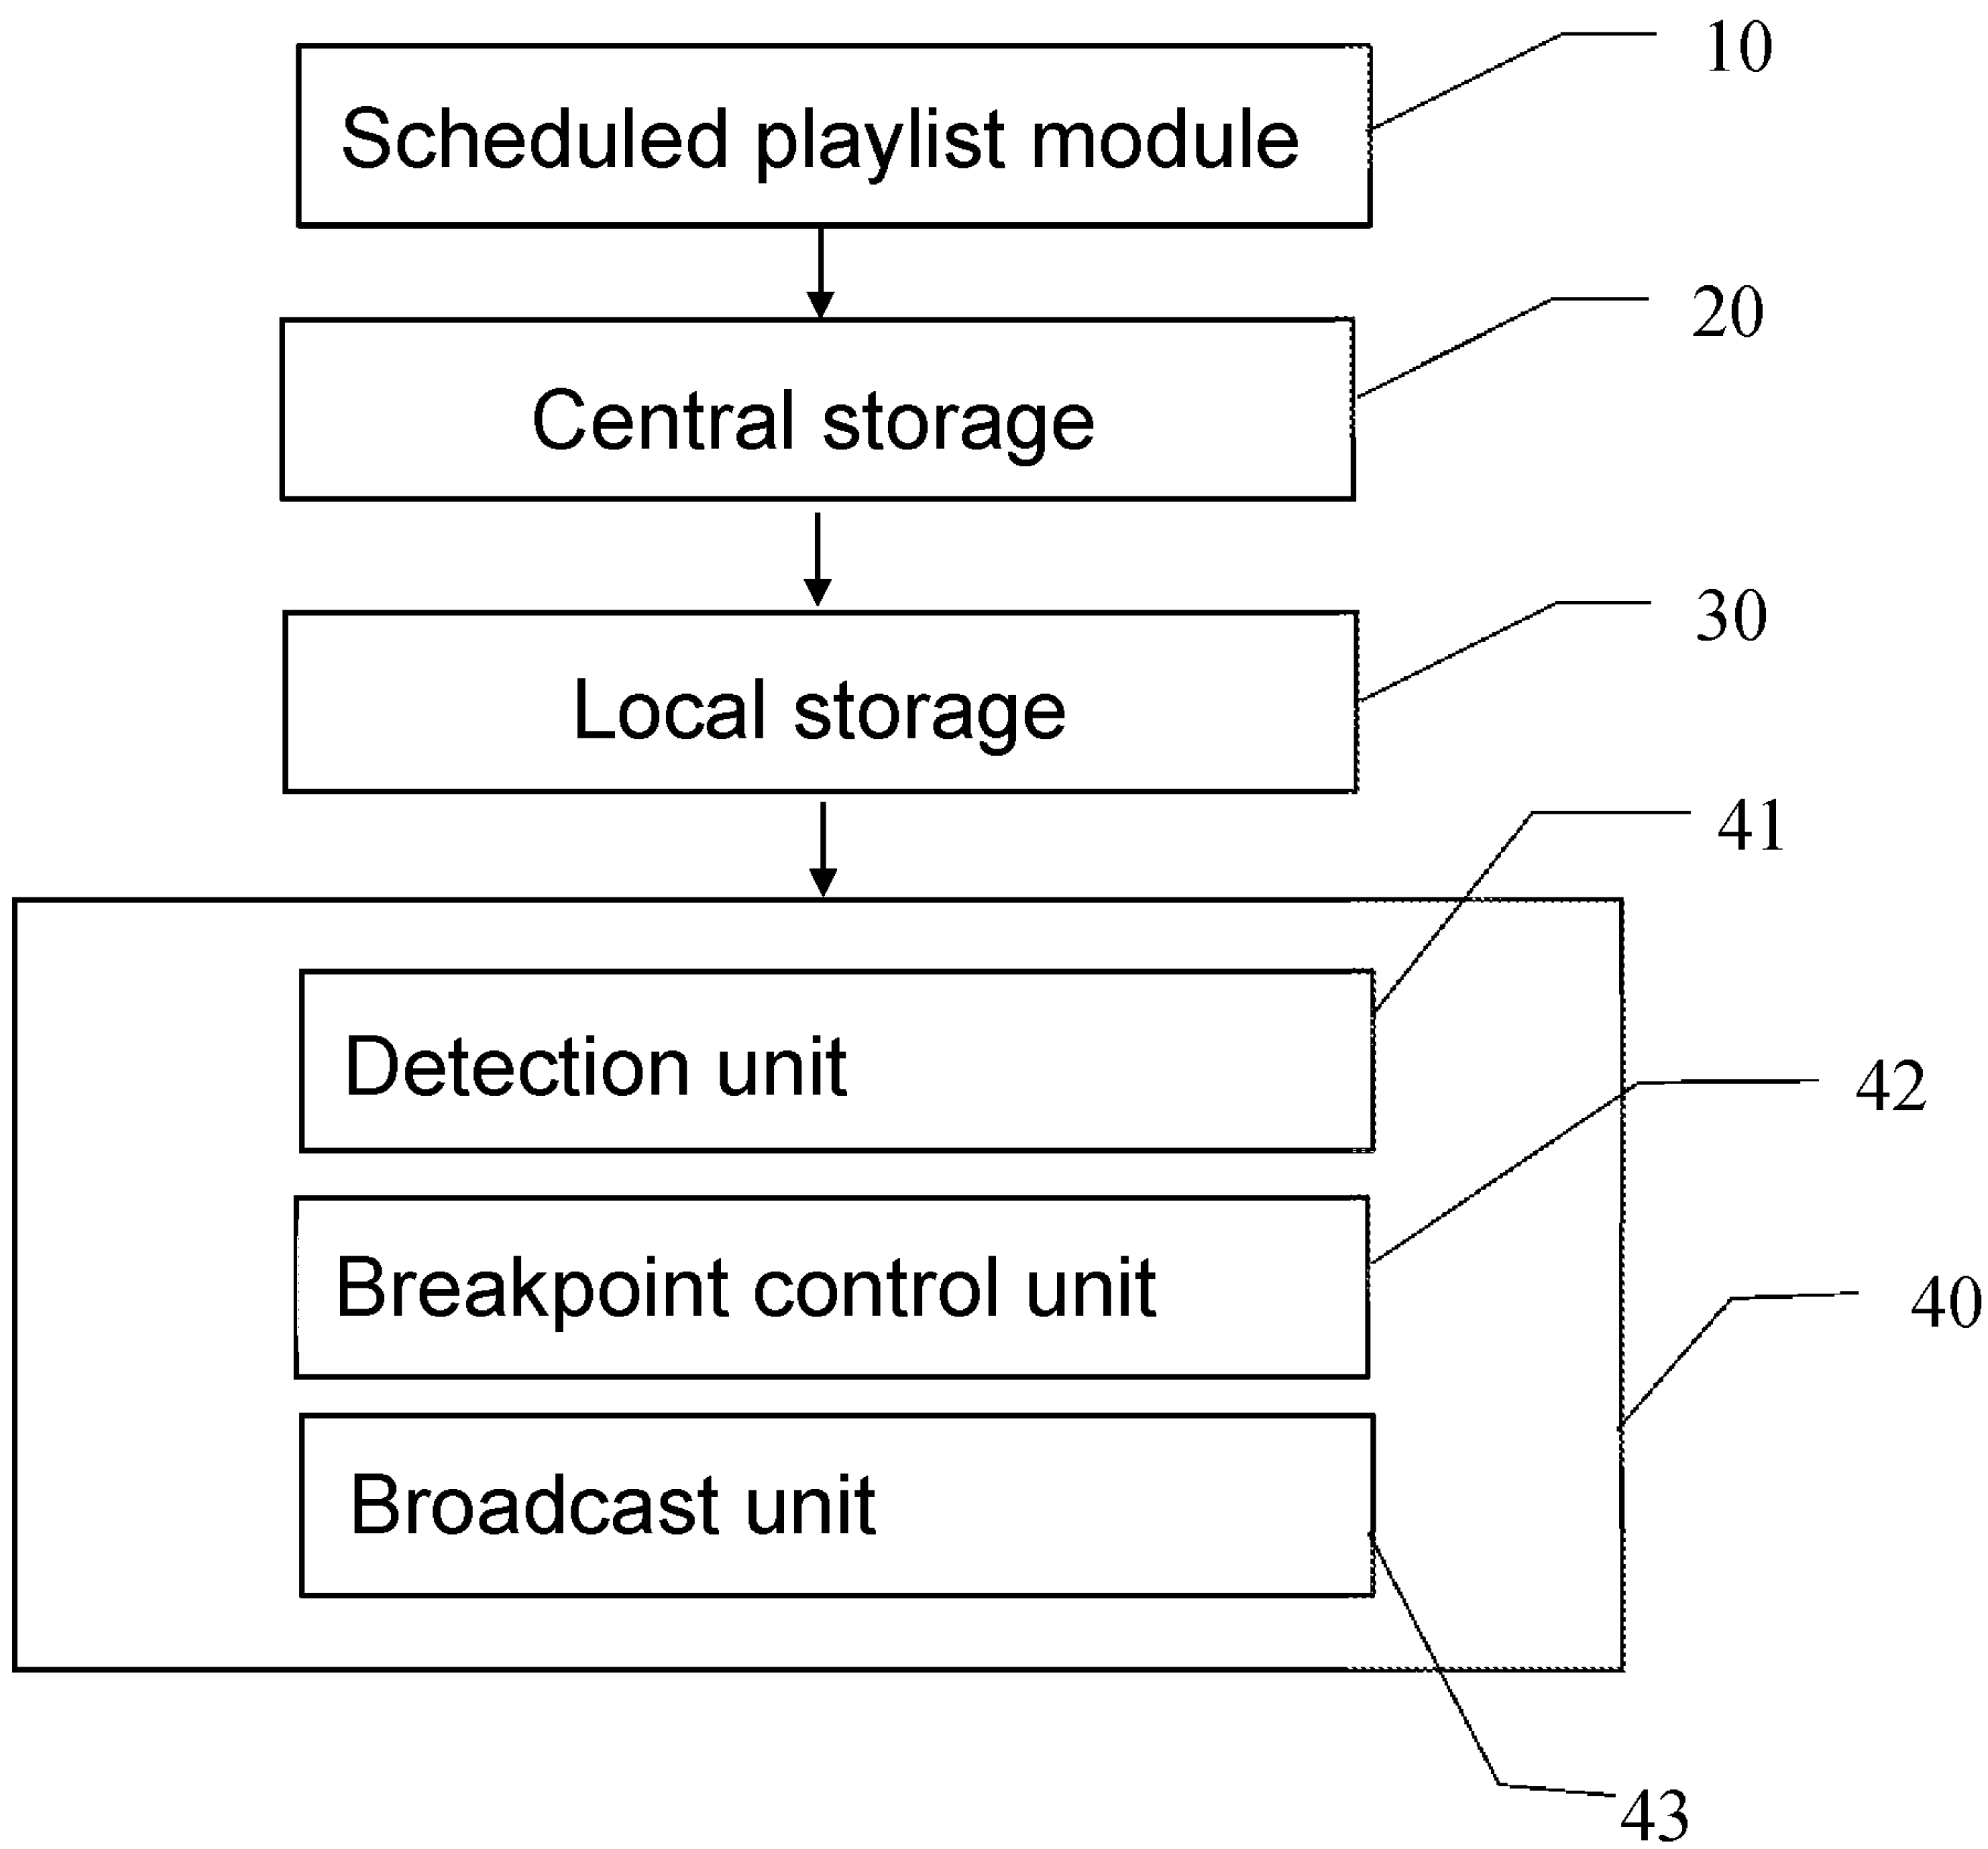 10
Scheduled playlist module
20
Central storage
30
Local storage
41
Detection unit
42
Breakpoint control unit
40
Broadcast unit
43